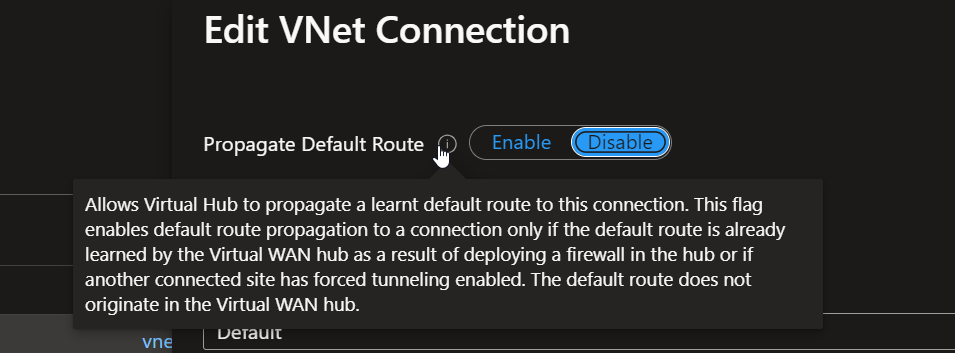 Edit VNet Connection
Propagate Default Route
Enable
Disable
Allows Virtual Hub to propagate a learnt default route to this connection. This flag
enables default route propagation to a connection only if the default route is already
learned by the Virtual WAN hub as a result of deploying a firewall in the hub or if
another connected site has forced tunneling enabled. The default route does not
originate in the Virtual WAN hub.
Default
vne